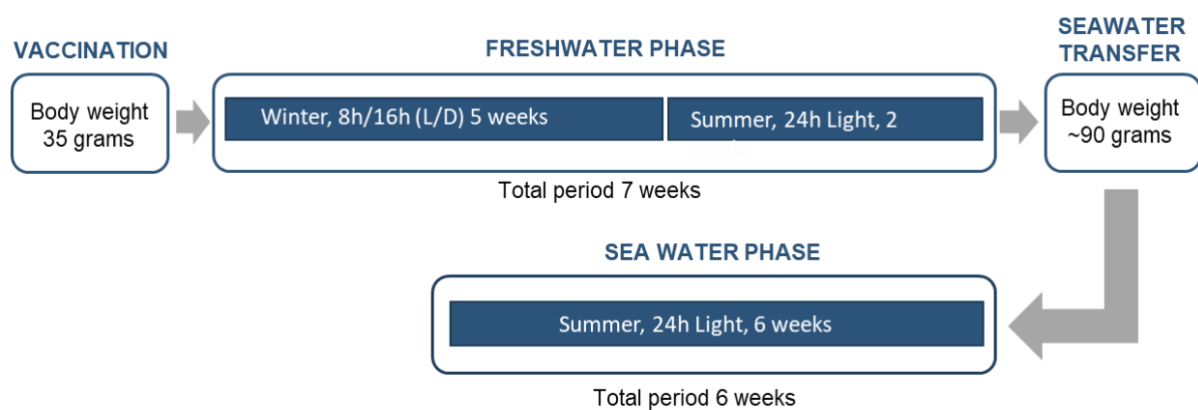 VACCINATION
Body weight
35 grams
FRESHWATER PHASE
Winter, 8h/16h (L/D) 5 weeks
Summer, 24h Light, 2
Total period 7 weeks
SEAWATER
TRANSFER
Body weight
~90 grams
SEA WATER PHASE
Summer, 24h Light, 6 weeks
Total period 6 weeks